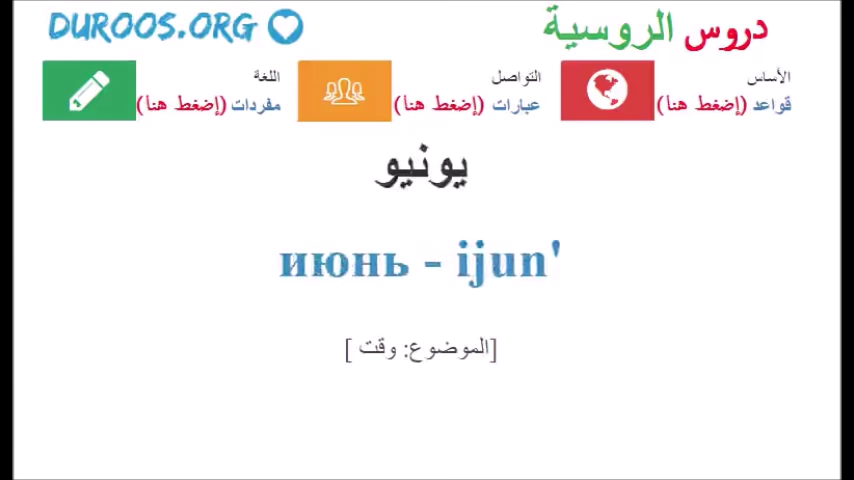 DUROOS.ORG
دروس الروسية
الأساس
قواعد (إضغط هنا)
التواصل
عبارات (إضغط هنا)
اللغة
مفردات (إضغط هنا)
يونيو
июнь - ijun'
[الموضوع: وقت ]